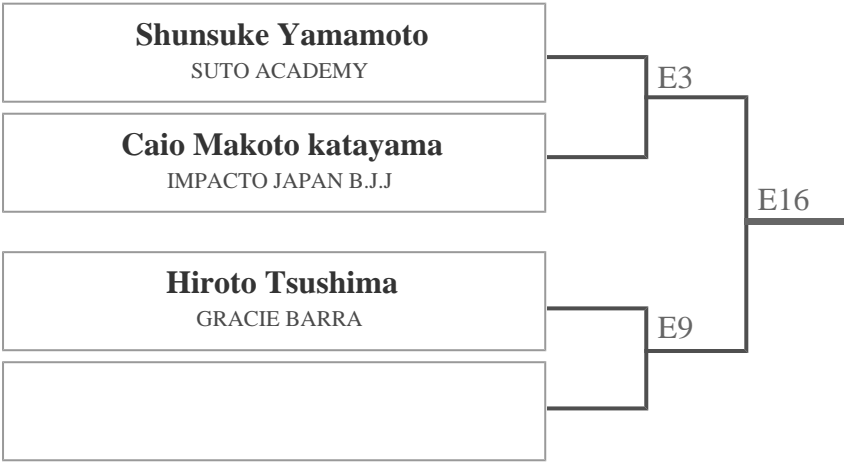 Shunsuke Yamamoto
SUTO ACADEMY
E3
Caio Makoto katayama
IMPACTO JAPAN B.J.J
E16
Hiroto Tsushima
GRACIE BARRA
E9